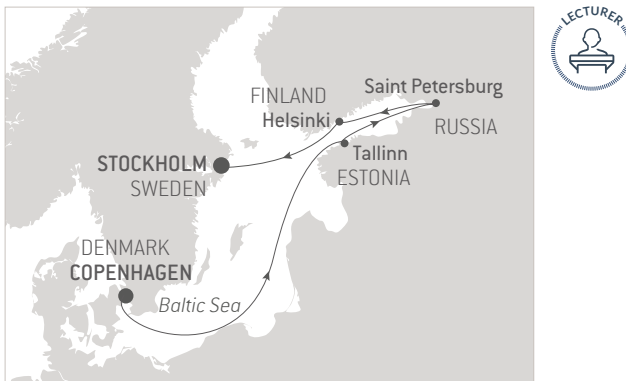 LECTURER
Saint Petersburg
FINLAND
Helsinki
RUSSIA
STOCKHOLM
Tallinn
SWEDEN
ESTONIA
DENMARK
COPENHAGEN
Baltic Sea